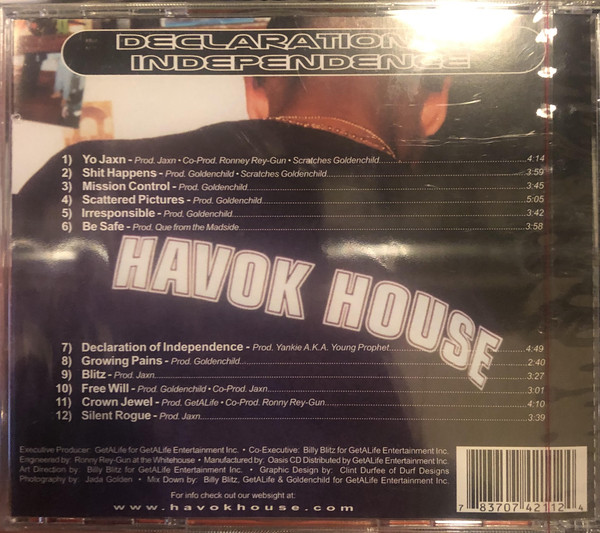 DECLARATION
INDEPENDENCE
1) Yo Jaxn - Prod. Jaxn • Co-Prod. Ronney Rey-Gun • Scratches Goldenchild 4:14
2) Shit Happens - Prod. Goldenchild • Scratches Goldenchild 3:59
3) Mission Control - Prod. Goldenchild 3:45
4) Scattered Pictures - Prod. Goldenchild 5:05
5) Irresponsible - Prod. Goldenchild 3:42
6) Be Safe - Prod. Que from the Madside 3:58
HAVOK HOUSE
7) Declaration of Independence - Prod. Yankie A.K.A. Young Prophet 4:49
8) Growing Pains - Prod. Goldenchild 2:40
9) Blitz - Prod. Jaxn 3:27
10) Free Will - Prod. Goldenchild • Co-Prod. Jaxn 3:01
11) Crown Jewel - Prod. GetALife • Co-Prod. Ronny Rey-Gun 4:10
12) Silent Rogue - Prod. Jaxn 3:39
Executive Producer: GetALife for GetALife Entertainment Inc. • Co-Executive: Billy Blitz for GetALife Entertainment Inc.
Engineered by: Ronny Rey-Gun at the Whitehouse • Manufactured by: Oasis CD Distributed by GetALife Entertainment Inc.
Art Direction by: Billy Blitz for GetALife Entertainment Inc. • Graphic Design by: Clint Durfee of Durf Designs
Photography by: Jada Golden • Mix Down by: Billy Blitz, GetALife & Goldenchild for GetALife Entertainment Inc.
For info check out our websight at:
www.havokhouse.com
7 83707 42112 4